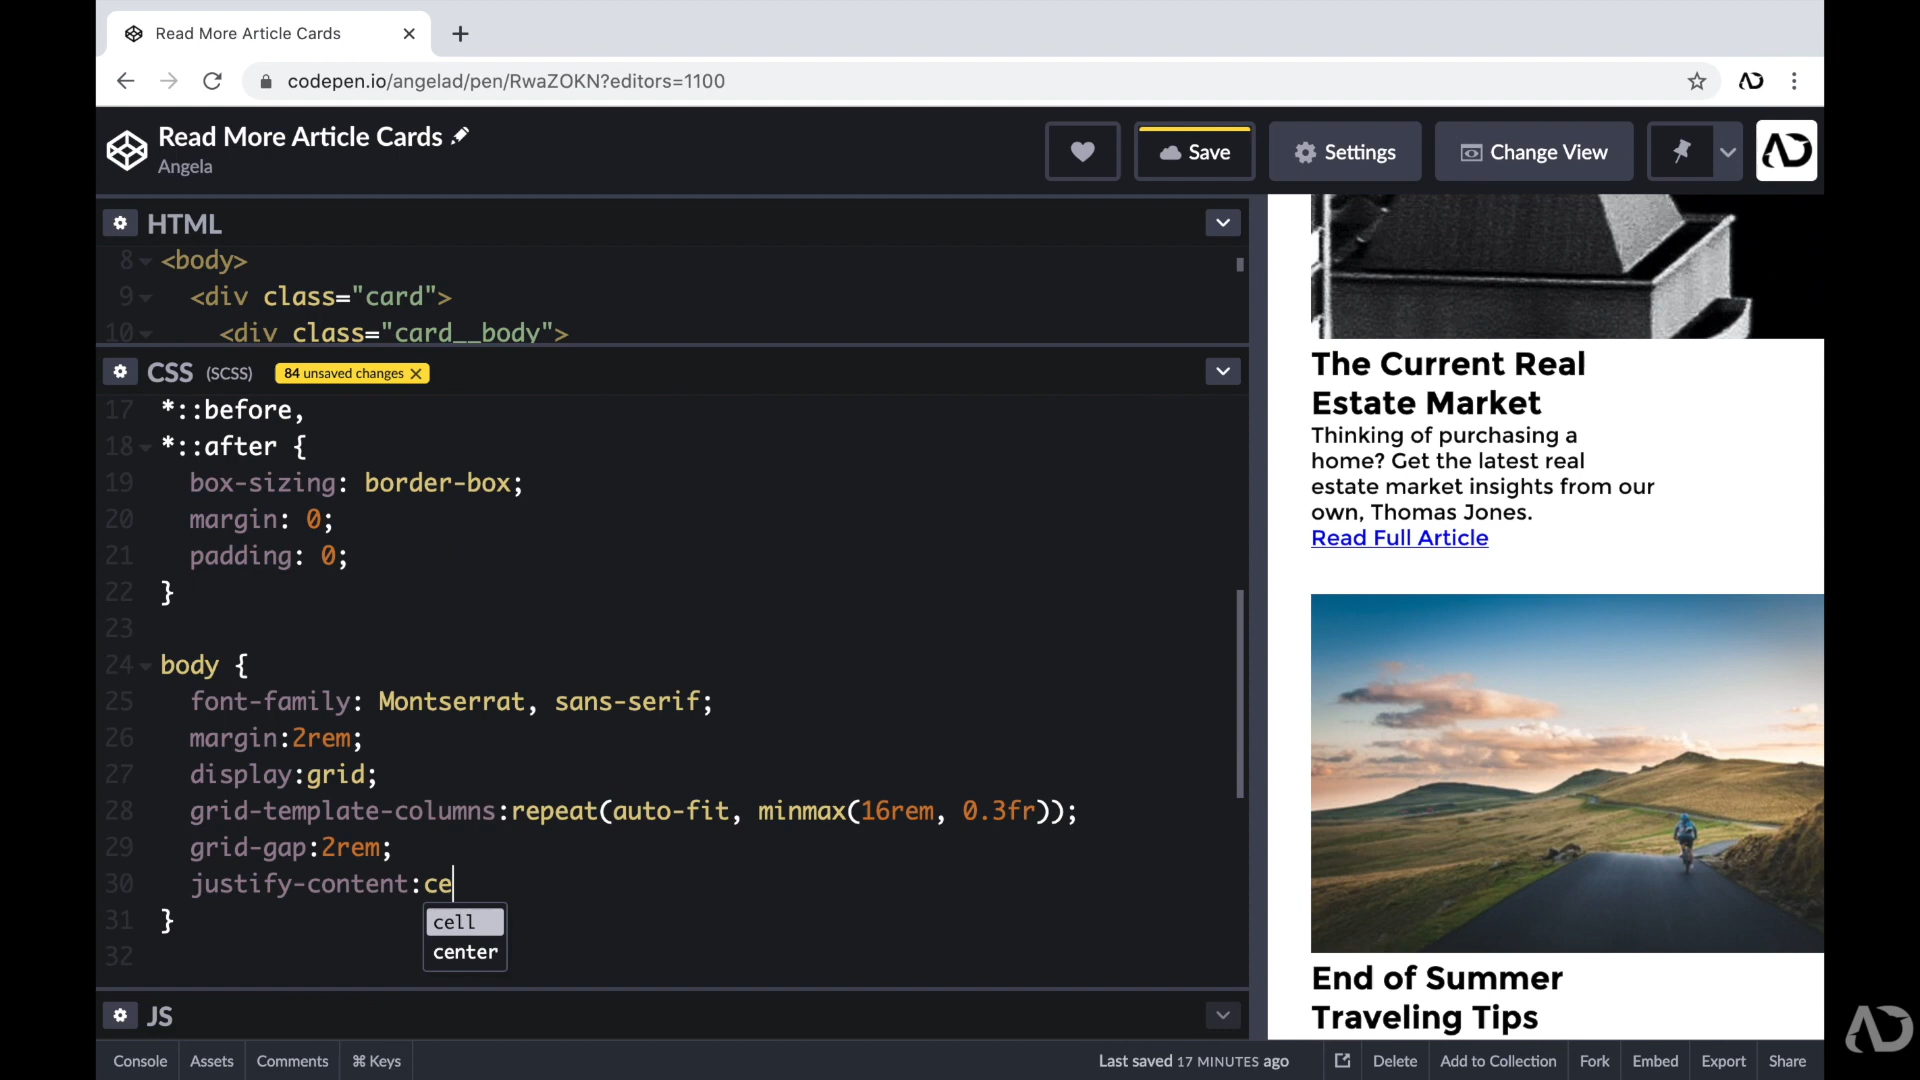 Read More Article Cards
codepen.io/angelad/pen/RwaZOKN?editors=1100
Read More Article Cards
Angela
Save
Settings
Change View
HTML
8 <body>
9 <div class="card">
10 <div class="card__body">
CSS (SCSS) 84 unsaved changes
17 *::before,
18 *::after {
19 box-sizing: border-box;
20 margin: 0;
21 padding: 0;
22 }
23
24 body {
25 font-family: Montserrat, sans-serif;
26 margin:2rem;
27 display:grid;
28 grid-template-columns:repeat(auto-fit, minmax(16rem, 0.3fr));
29 grid-gap:2rem;
30 justify-content:ce
31 }
32
cell
center
The Current Real
Estate Market
Thinking of purchasing a
home? Get the latest real
estate market insights from our
own, Thomas Jones.
Read Full Article
End of Summer
Traveling Tips
JS
Console Assets Comments ⌘ Keys
Last saved 17 MINUTES ago
Delete Add to Collection Fork Embed Export Share